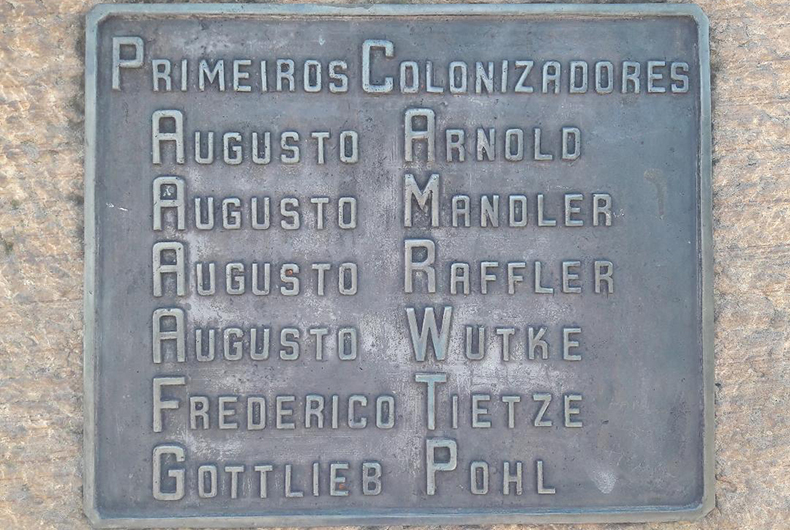 PRIMEIROS COLONIZADORES
AUGUSTO ARNOLD
AUGUSTO MANDLER
AUGUSTO RAFFLER
AUGUSTO WUTKE
FREDERICO TIETZE
GOTTLIEB POHL